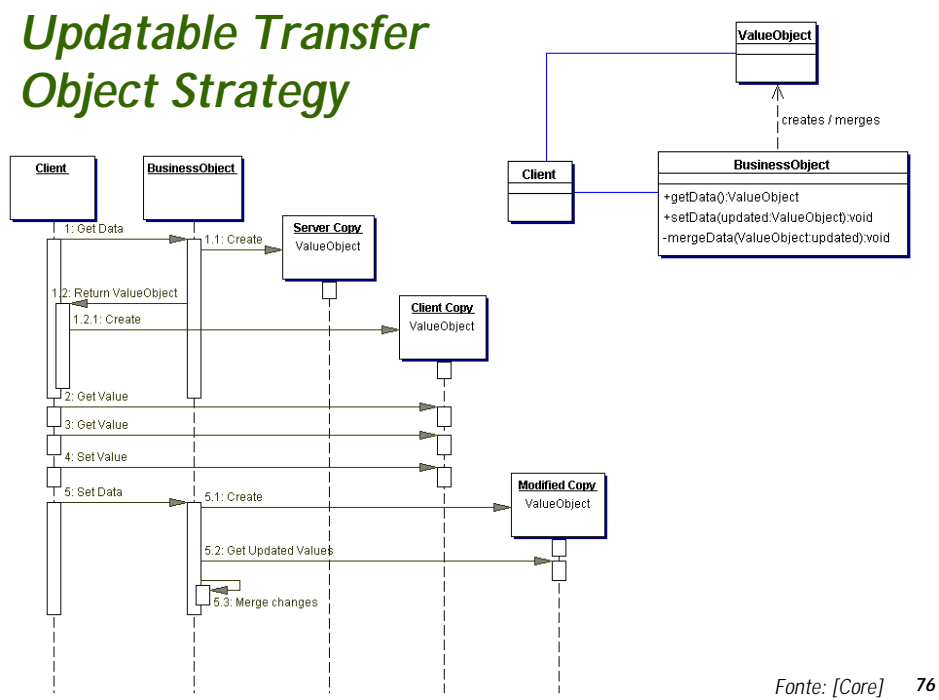 Updatable Transfer
Object Strategy
ValueObject
creates / merges
BusinessObject
+getData():ValueObject
+setData(updated:ValueObject):void
-mergeData(ValueObject:updated):void
Client
Client
BusinessObject
1: Get Data
1.1: Create
Server Copy
ValueObject
1.2: Return ValueObject
1.2.1: Create
Client Copy
ValueObject
2: Get Value
3: Get Value
4: Set Value
5: Set Data
5.1: Create
Modified Copy
ValueObject
5.2: Get Updated Values
5.3: Merge changes
Fonte: [Core] 76